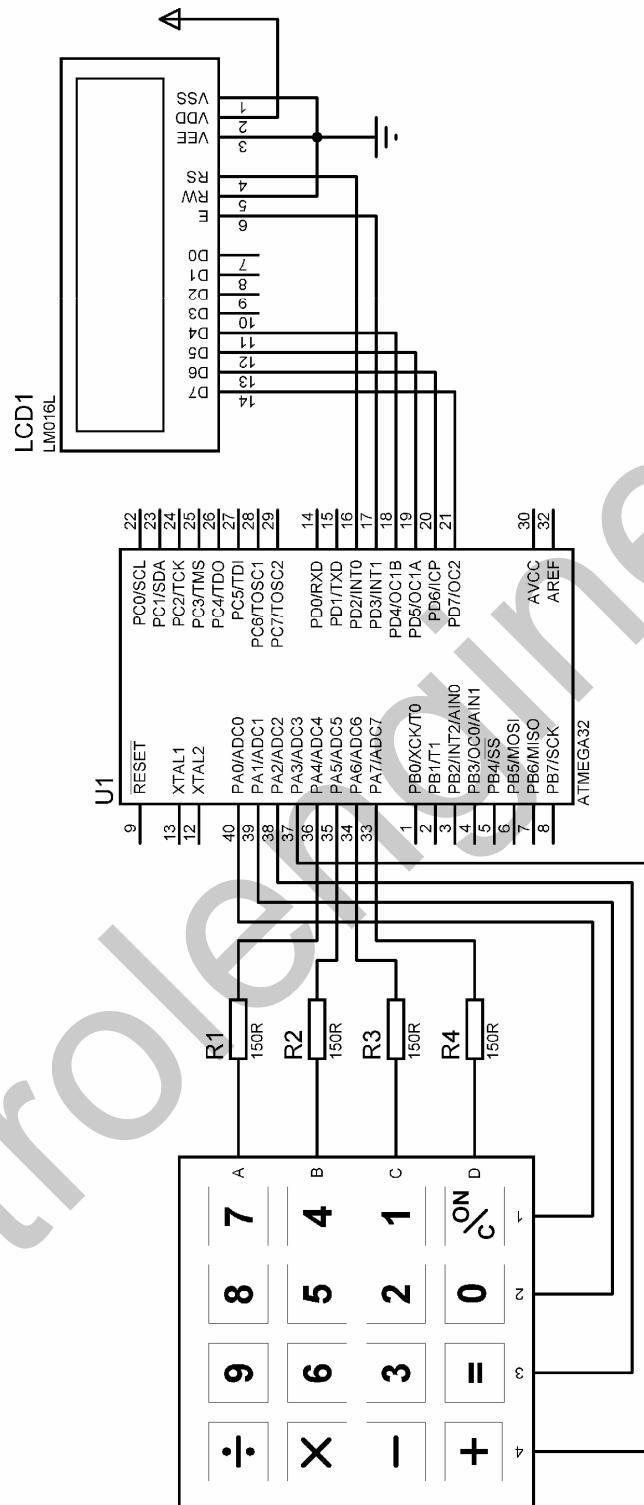 LCD1
LM016L
VSS
VDD
VEE
RS
RW
E
D0
D1
D2
D3
D4
D5
D6
D7
1
2
3
4
5
6
7
8
9
10
11
12
13
14
U1
9
RESET
13
XTAL1
12
XTAL2
40
PA0/ADC0
39
PA1/ADC1
38
PA2/ADC2
37
PA3/ADC3
36
PA4/ADC4
35
PA5/ADC5
34
PA6/ADC6
33
PA7/ADC7
1
PB0/XCK/T0
2
PB1/T1
3
PB2/INT2/AIN0
4
PB3/OC0/AIN1
5
PB4/SS
6
PB5/MOSI
7
PB6/MISO
8
PB7/SCK
PC0/SCL
22
PC1/SDA
23
PC2/TCK
24
PC3/TMS
25
PC4/TDO
26
PC5/TDI
27
PC6/TOSC1
28
PC7/TOSC2
29
PD0/RXD
14
PD1/TXD
15
PD2/INT0
16
PD3/INT1
17
PD4/OC1B
18
PD5/OC1A
19
PD6/ICP
20
PD7/OC2
21
AVCC
30
AREF
32
ATMEGA32
R1
150R
R2
150R
R3
150R
R4
150R
7 8 9 ÷
4 5 6 ×
1 2 3 −
ON/C 0 = +
A
B
C
D
1
2
3
4
trolengine